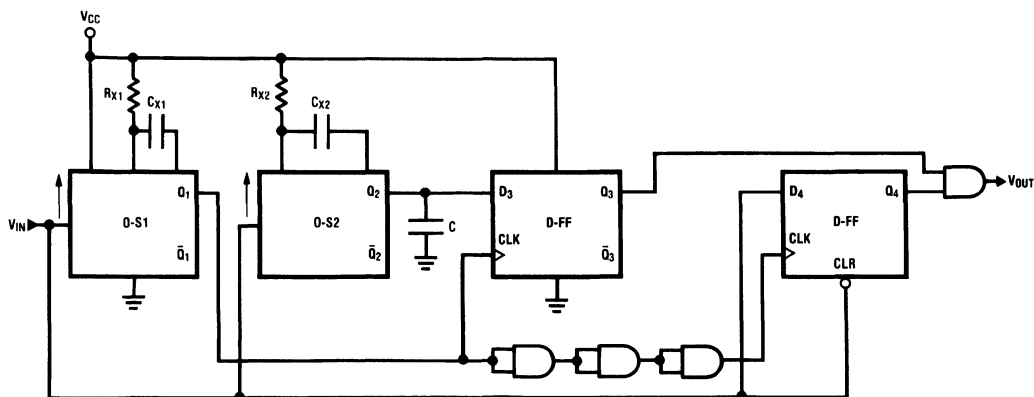 VCC
RX1
CX1
RX2
CX2
VIN
O-S1
Q1
Q̄1
O-S2
Q2
Q̄2
C
D3
Q3
D-FF
CLK
Q̄3
D4
Q4
D-FF
CLK
CLR
VOUT